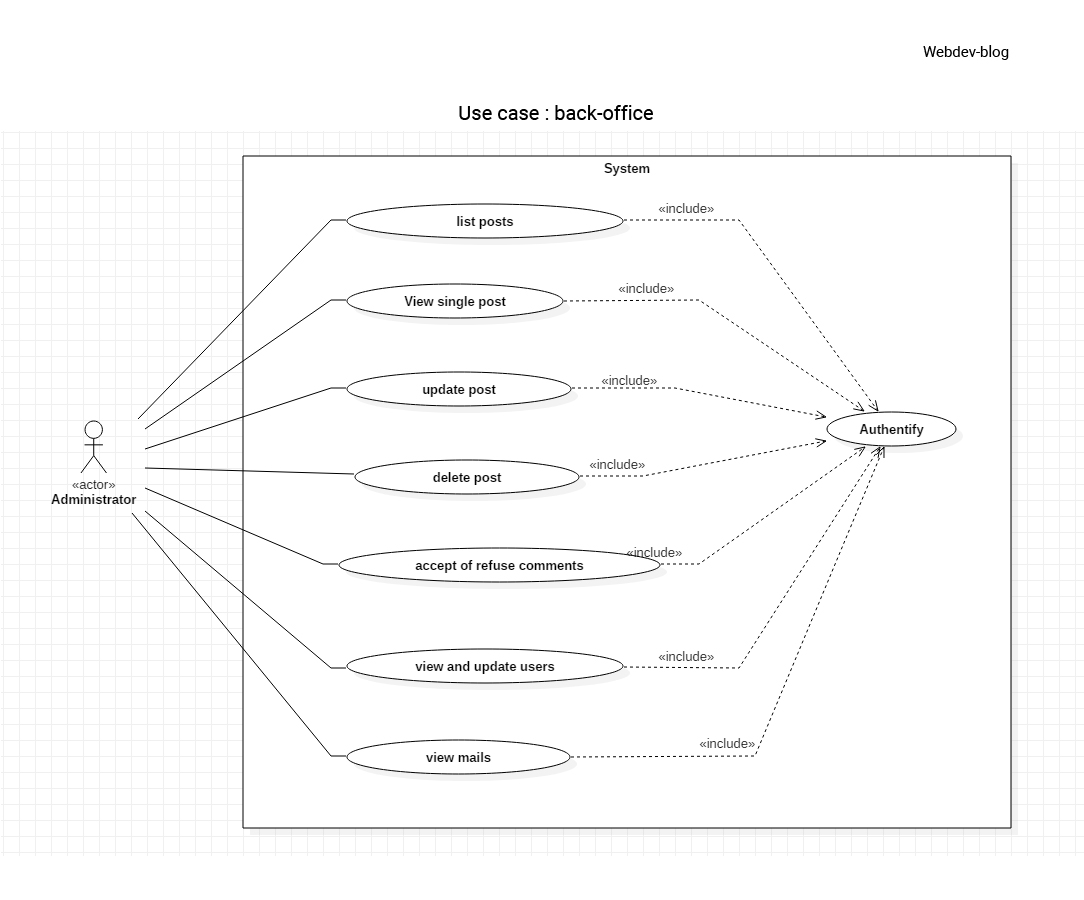 Webdev-blog
Use case : back-office
System
list posts
«include»
View single post
«include»
update post
«include»
Authentify
delete post
«include»
«actor»
Administrator
accept of refuse comments
«include»
view and update users
«include»
view mails
«include»